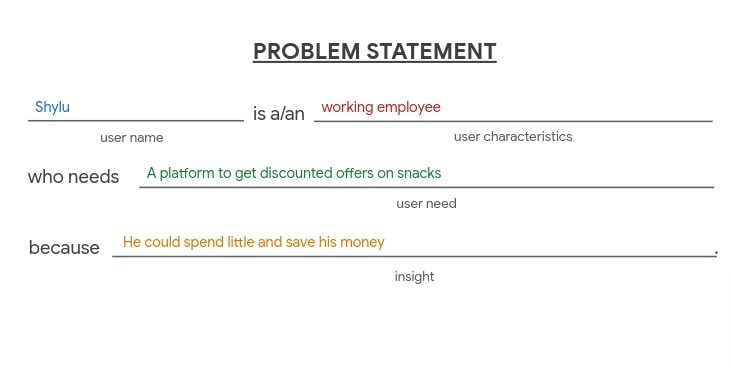 PROBLEM STATEMENT
Shylu is a/an working employee
user name user characteristics
who needs A platform to get discounted offers on snacks
user need
because He could spend little and save his money.
insight